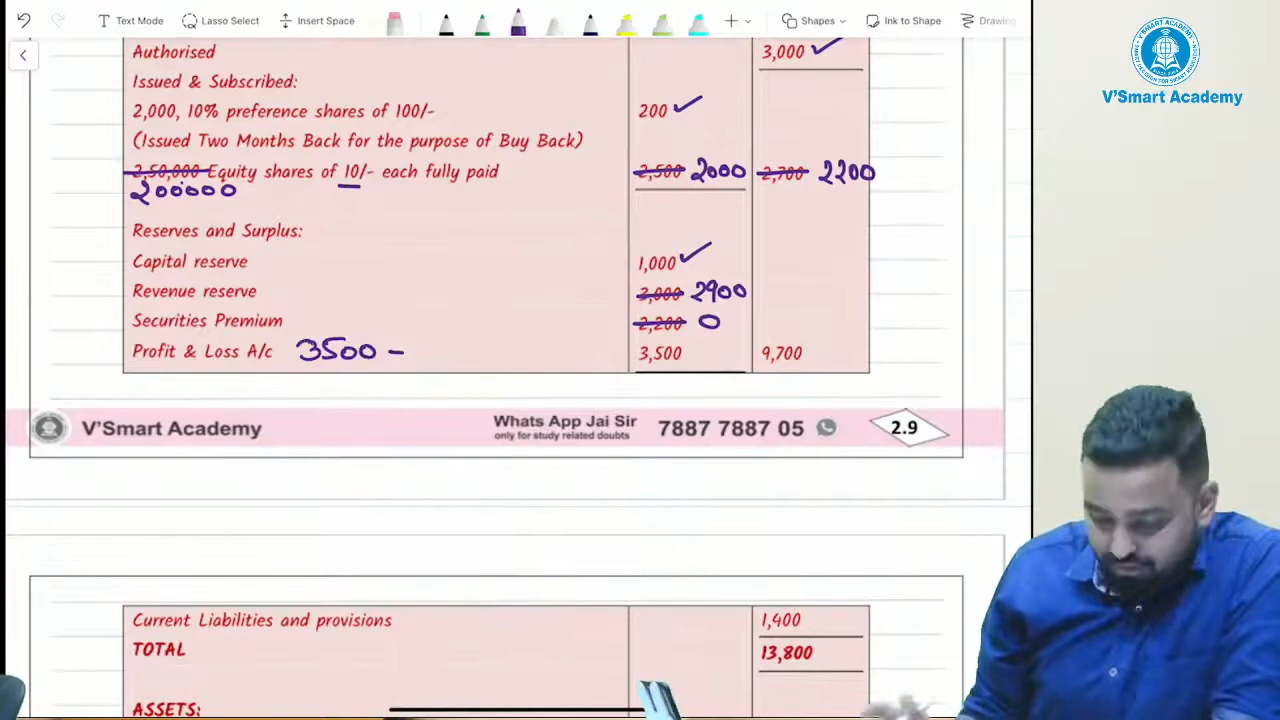 Text Mode Lasso Select Insert Space Shapes Ink to Shape Drawing
V'SMART ACADEMY
V'Smart Academy
Authorised 3,000
Issued & Subscribed:
2,000, 10% preference shares of 100/- 200
(Issued Two Months Back for the purpose of Buy Back)
2,50,000 Equity shares of 10/- each fully paid 2,500 2000 2,700 2200
200000
Reserves and Surplus:
Capital reserve 1,000
Revenue reserve 3,000 2900
Securities Premium 2,200 0
Profit & Loss A/c 3500 - 3,500 9,700
V'Smart Academy Whats App Jai Sir 7887 7887 05 2.9
only for study related doubts
Current Liabilities and provisions 1,400
TOTAL 13,800
ASSETS: